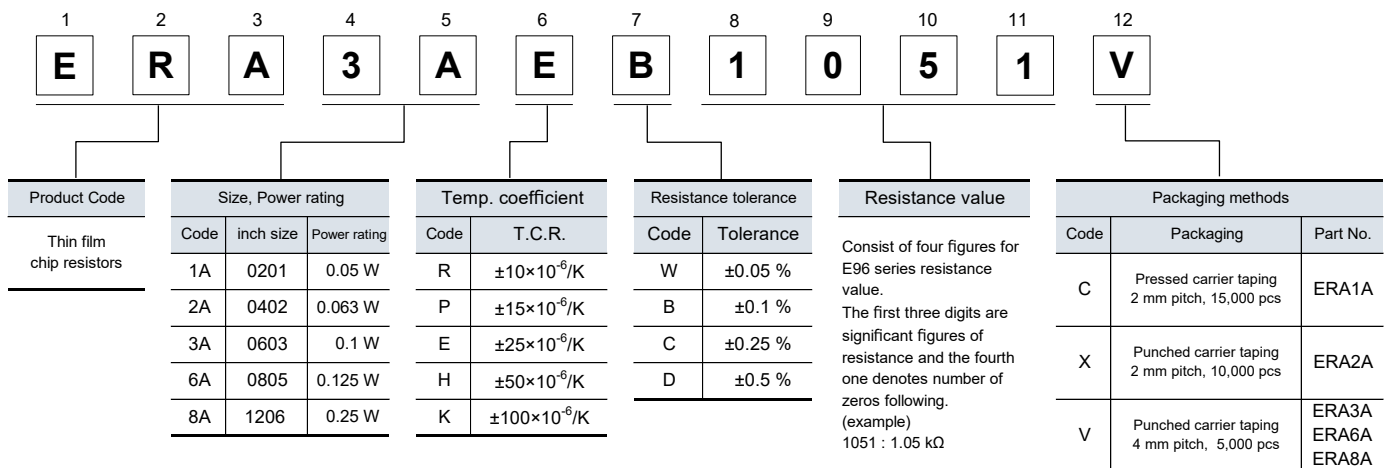 1 2 3 4 5 6 7 8 9 10 11 12
E R A 3 A E B 1 0 5 1 V
Product Code
Thin film
chip resistors
Size, Power rating
Code inch size Power rating
1A 0201 0.05 W
2A 0402 0.063 W
3A 0603 0.1 W
6A 0805 0.125 W
8A 1206 0.25 W
Temp. coefficient
Code T.C.R.
R ±10×10⁻⁶/K
P ±15×10⁻⁶/K
E ±25×10⁻⁶/K
H ±50×10⁻⁶/K
K ±100×10⁻⁶/K
Resistance tolerance
Code Tolerance
W ±0.05 %
B ±0.1 %
C ±0.25 %
D ±0.5 %
Resistance value
Consist of four figures for
E96 series resistance
value.
The first three digits are
significant figures of
resistance and the fourth
one denotes number of
zeros following.
(example)
1051 : 1.05 kΩ
Packaging methods
Code Packaging Part No.
C Pressed carrier taping
2 mm pitch, 15,000 pcs ERA1A
X Punched carrier taping
2 mm pitch, 10,000 pcs ERA2A
V Punched carrier taping
4 mm pitch, 5,000 pcs
ERA3A
ERA6A
ERA8A